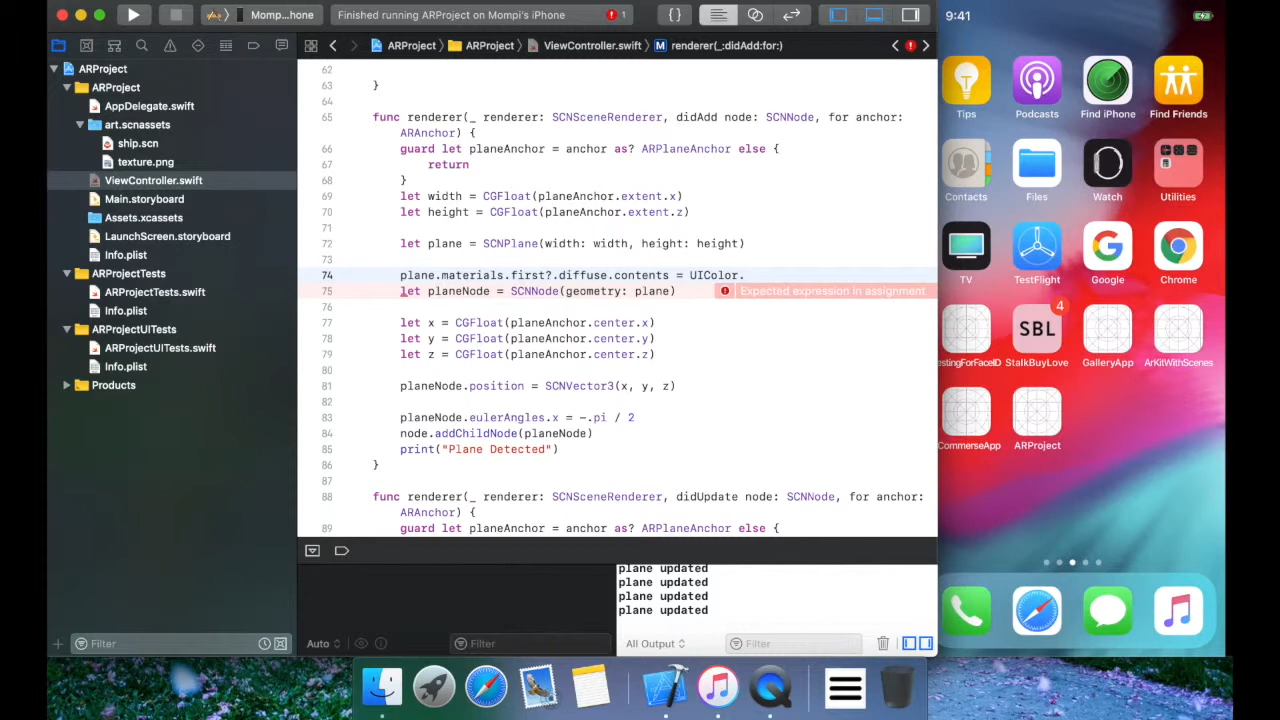 Momp...hone
Finished running ARProject on Mompi's iPhone
1
9:41
ARProject
ARProject
ViewController.swift
M
renderer(_:didAdd:for:)
ARProject
ARProject
AppDelegate.swift
art.scnassets
ship.scn
texture.png
ViewController.swift
Main.storyboard
Assets.xcassets
LaunchScreen.storyboard
Info.plist
ARProjectTests
ARProjectTests.swift
Info.plist
ARProjectUITests
ARProjectUITests.swift
Info.plist
Products
Filter
62
63 }
64
65 func renderer(_ renderer: SCNSceneRenderer, didAdd node: SCNNode, for anchor:
ARAnchor) {
66 guard let planeAnchor = anchor as? ARPlaneAnchor else {
67 return
68 }
69 let width = CGFloat(planeAnchor.extent.x)
70 let height = CGFloat(planeAnchor.extent.z)
71
72 let plane = SCNPlane(width: width, height: height)
73
74 plane.materials.first?.diffuse.contents = UIColor.
75 let planeNode = SCNNode(geometry: plane) Expected expression in assignment
76
77 let x = CGFloat(planeAnchor.center.x)
78 let y = CGFloat(planeAnchor.center.y)
79 let z = CGFloat(planeAnchor.center.z)
80
81 planeNode.position = SCNVector3(x, y, z)
82
83 planeNode.eulerAngles.x = -.pi / 2
84 node.addChildNode(planeNode)
85 print("Plane Detected")
86 }
87
88 func renderer(_ renderer: SCNSceneRenderer, didUpdate node: SCNNode, for anchor:
ARAnchor) {
89 guard let planeAnchor = anchor as? ARPlaneAnchor else {
plane updated
plane updated
plane updated
plane updated
Auto
Filter
All Output
Filter
Tips Podcasts Find iPhone Find Friends
Contacts Files Watch Utilities
TV TestFlight Google Chrome
4
SBL
estingForFaceID StalkBuyLove GalleryApp ArKitWithScenes
CommerseApp ARProject